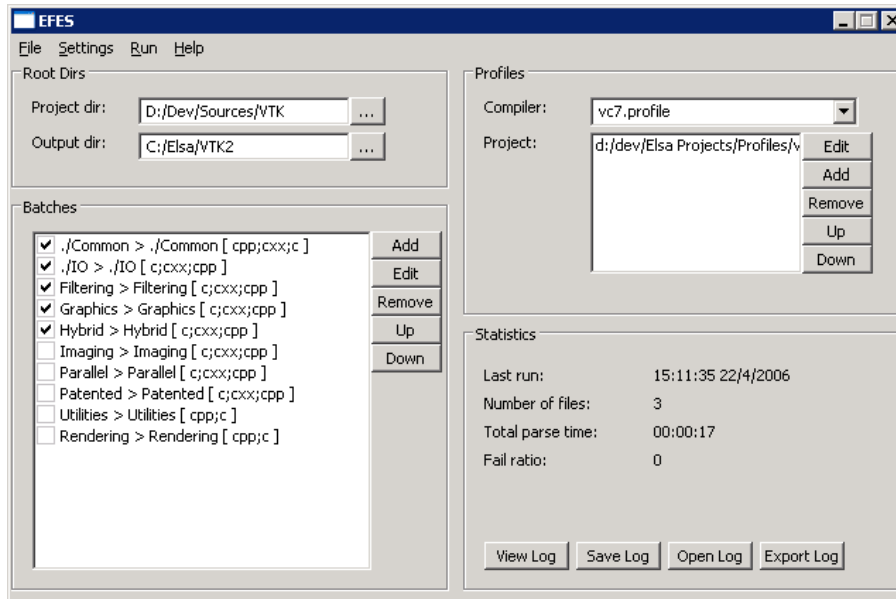 EFES
File Settings Run Help
Root Dirs
Project dir: D:/Dev/Sources/VTK ...
Output dir: C:/Elsa/VTK2 ...
Batches
./Common > ./Common [ cpp;cxx;c ]
./IO > ./IO [ c;cxx;cpp ]
Filtering > Filtering [ c;cxx;cpp ]
Graphics > Graphics [ c;cxx;cpp ]
Hybrid > Hybrid [ c;cxx;cpp ]
Imaging > Imaging [ c;cxx;cpp ]
Parallel > Parallel [ c;cxx;cpp ]
Patented > Patented [ c;cxx;cpp ]
Utilities > Utilities [ cpp;c ]
Rendering > Rendering [ cpp;c ]
Add
Edit
Remove
Up
Down
Profiles
Compiler: vc7.profile
Project: d:/dev/Elsa Projects/Profiles/v
Edit
Add
Remove
Up
Down
Statistics
Last run: 15:11:35 22/4/2006
Number of files: 3
Total parse time: 00:00:17
Fail ratio: 0
View Log Save Log Open Log Export Log